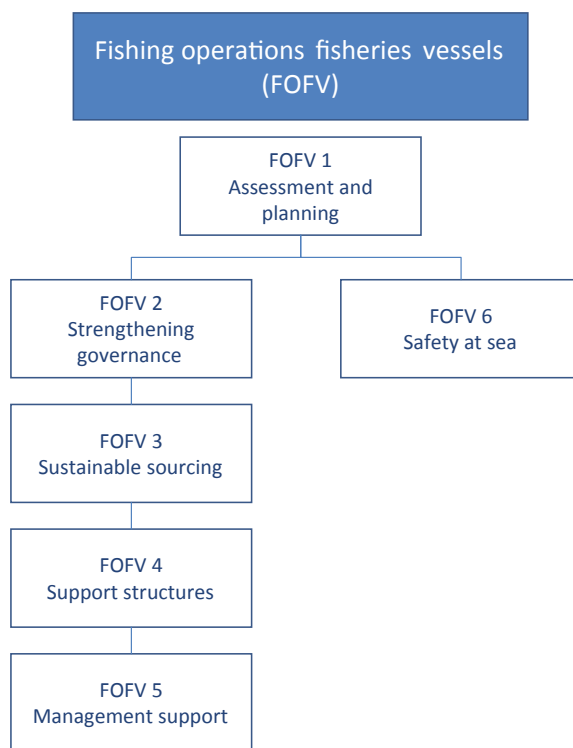 Fishing operations fisheries vessels
(FOFV)
FOFV 1
Assessment and
planning
FOFV 2
Strengthening
governance
FOFV 6
Safety at sea
FOFV 3
Sustainable sourcing
FOFV 4
Support structures
FOFV 5
Management support